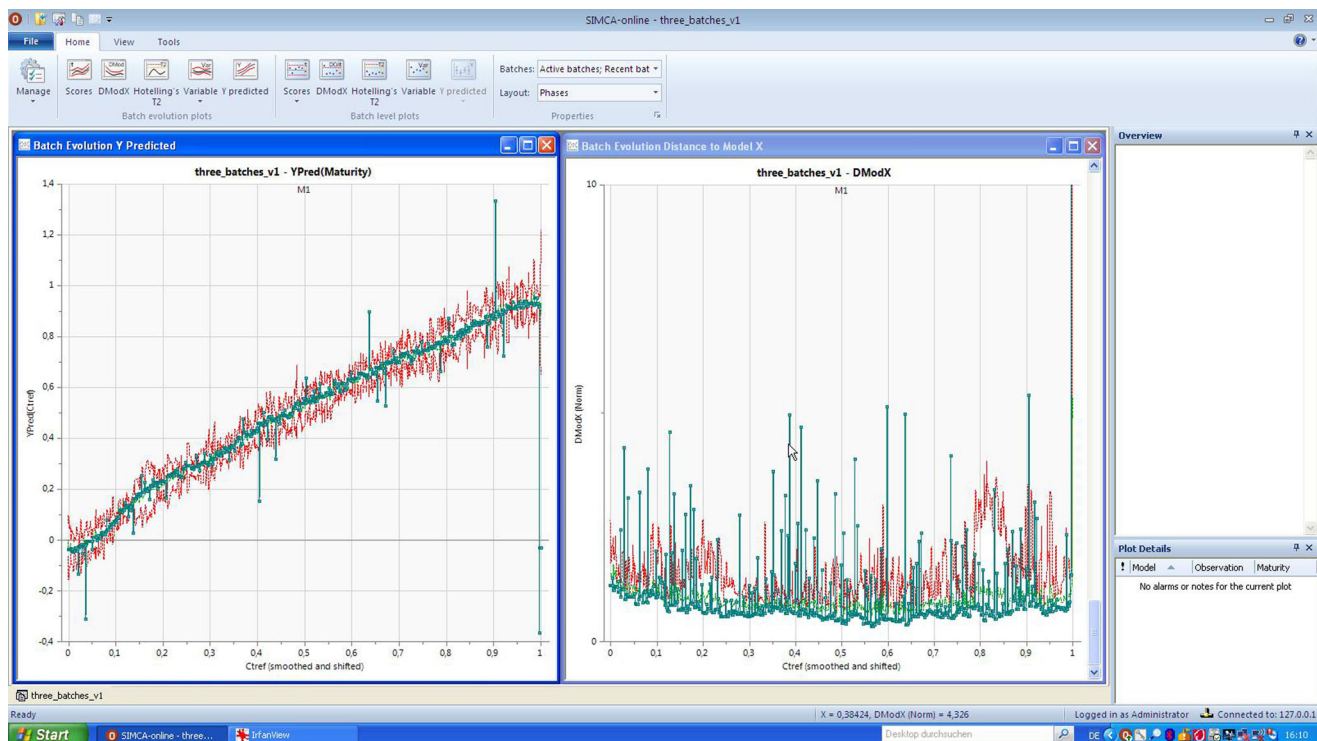 SIMCA-online - three_batches_v1
File Home View Tools
Manage
Scores DModX Hotelling's T2 Variable Y predicted
Batch evolution plots
Scores DModX Hotelling's T2 Variable Y predicted
Batch level plots
Batches: Active batches; Recent bat
Layout: Phases
Properties
Batch Evolution Y Predicted
three_batches_v1 - YPred(Maturity)
M1
1,4
1,2
1
0,8
0,6
0,4
0,2
0
-0,2
-0,4
YPred(Ctref)
0 0,1 0,2 0,3 0,4 0,5 0,6 0,7 0,8 0,9 1
Ctref (smoothed and shifted)
Batch Evolution Distance to Model X
three_batches_v1 - DModX
M1
10
0
DModX (Norm)
0 0,1 0,2 0,3 0,4 0,5 0,6 0,7 0,8 0,9 1
Ctref (smoothed and shifted)
Overview
Plot Details
! Model Observation Maturity
No alarms or notes for the current plot
three_batches_v1
Ready
X = 0,38424, DModX (Norm) = 4,326
Logged in as Administrator
Connected to: 127.0.0.1
Start
SIMCA-online - three...
IrfanView
Desktop durchsuchen
DE
16:10